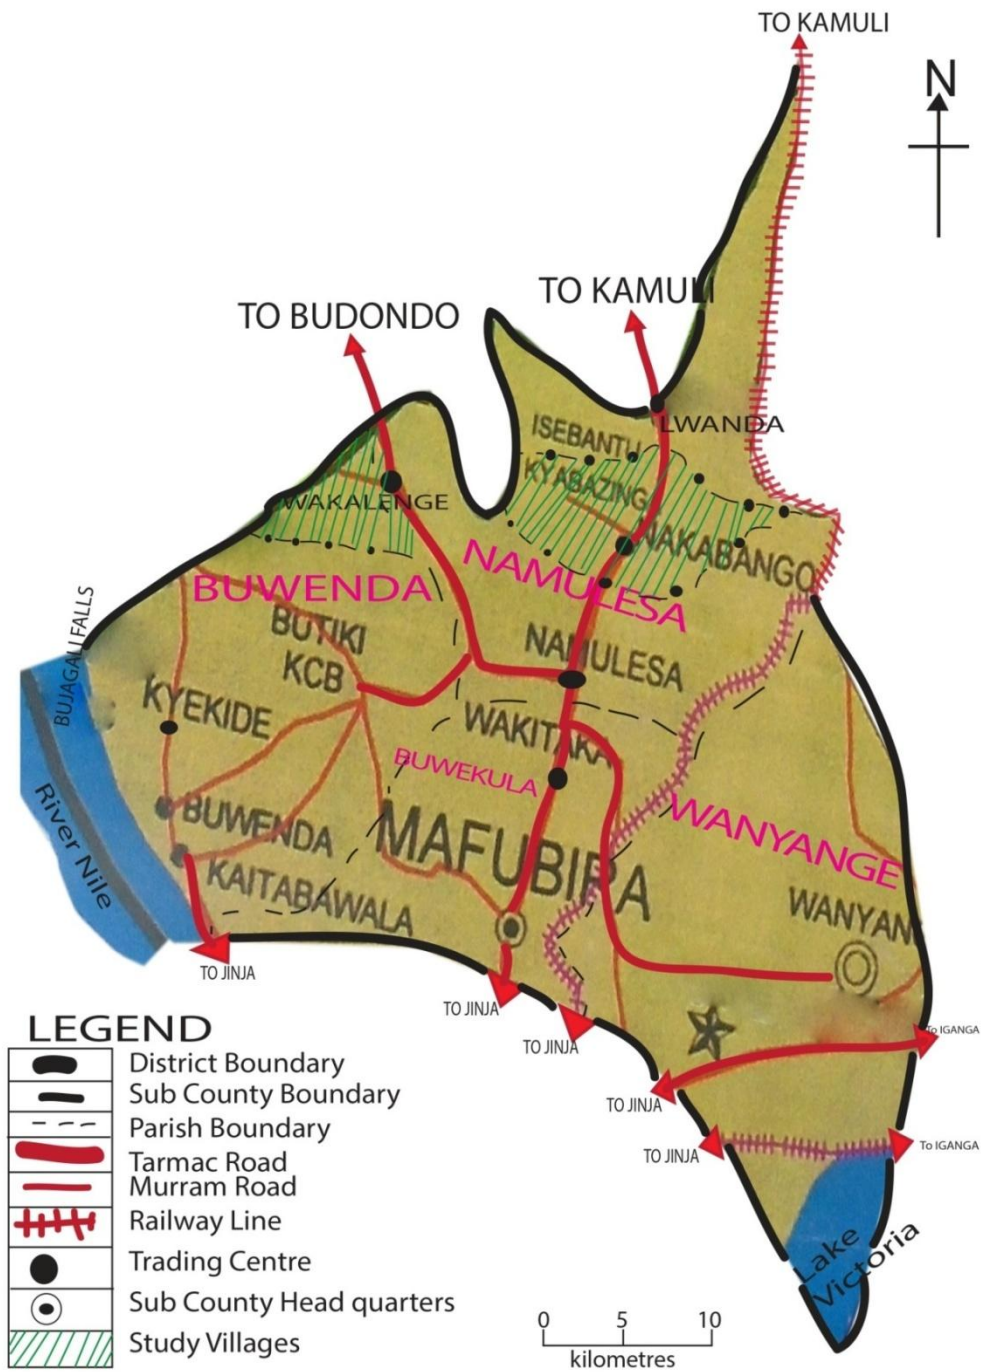 TO KAMULI
N
TO KAMULI
TO BUDONDO
LWANDA
ISEBANTU
KYABAZING
WAKALENGE
NAKABANGO
NAMULESA
BUWENDA
BUTIKI
KCB
NAMULESA
BUJAGALI FALLS
KYEKIDE
WAKITAKA
BUWEKULA
WANYANGE
River Nile
BUWENDA
MAFUBIRA
KAITABAWALA
WANYAN
TO JINJA
TO JINJA
TO JINJA
To IGANGA
TO JINJA
TO JINJA
To IGANGA
Lake
Victoria
LEGEND
District Boundary
Sub County Boundary
Parish Boundary
Tarmac Road
Murram Road
Railway Line
Trading Centre
Sub County Head quarters
Study Villages
0 5 10
kilometres